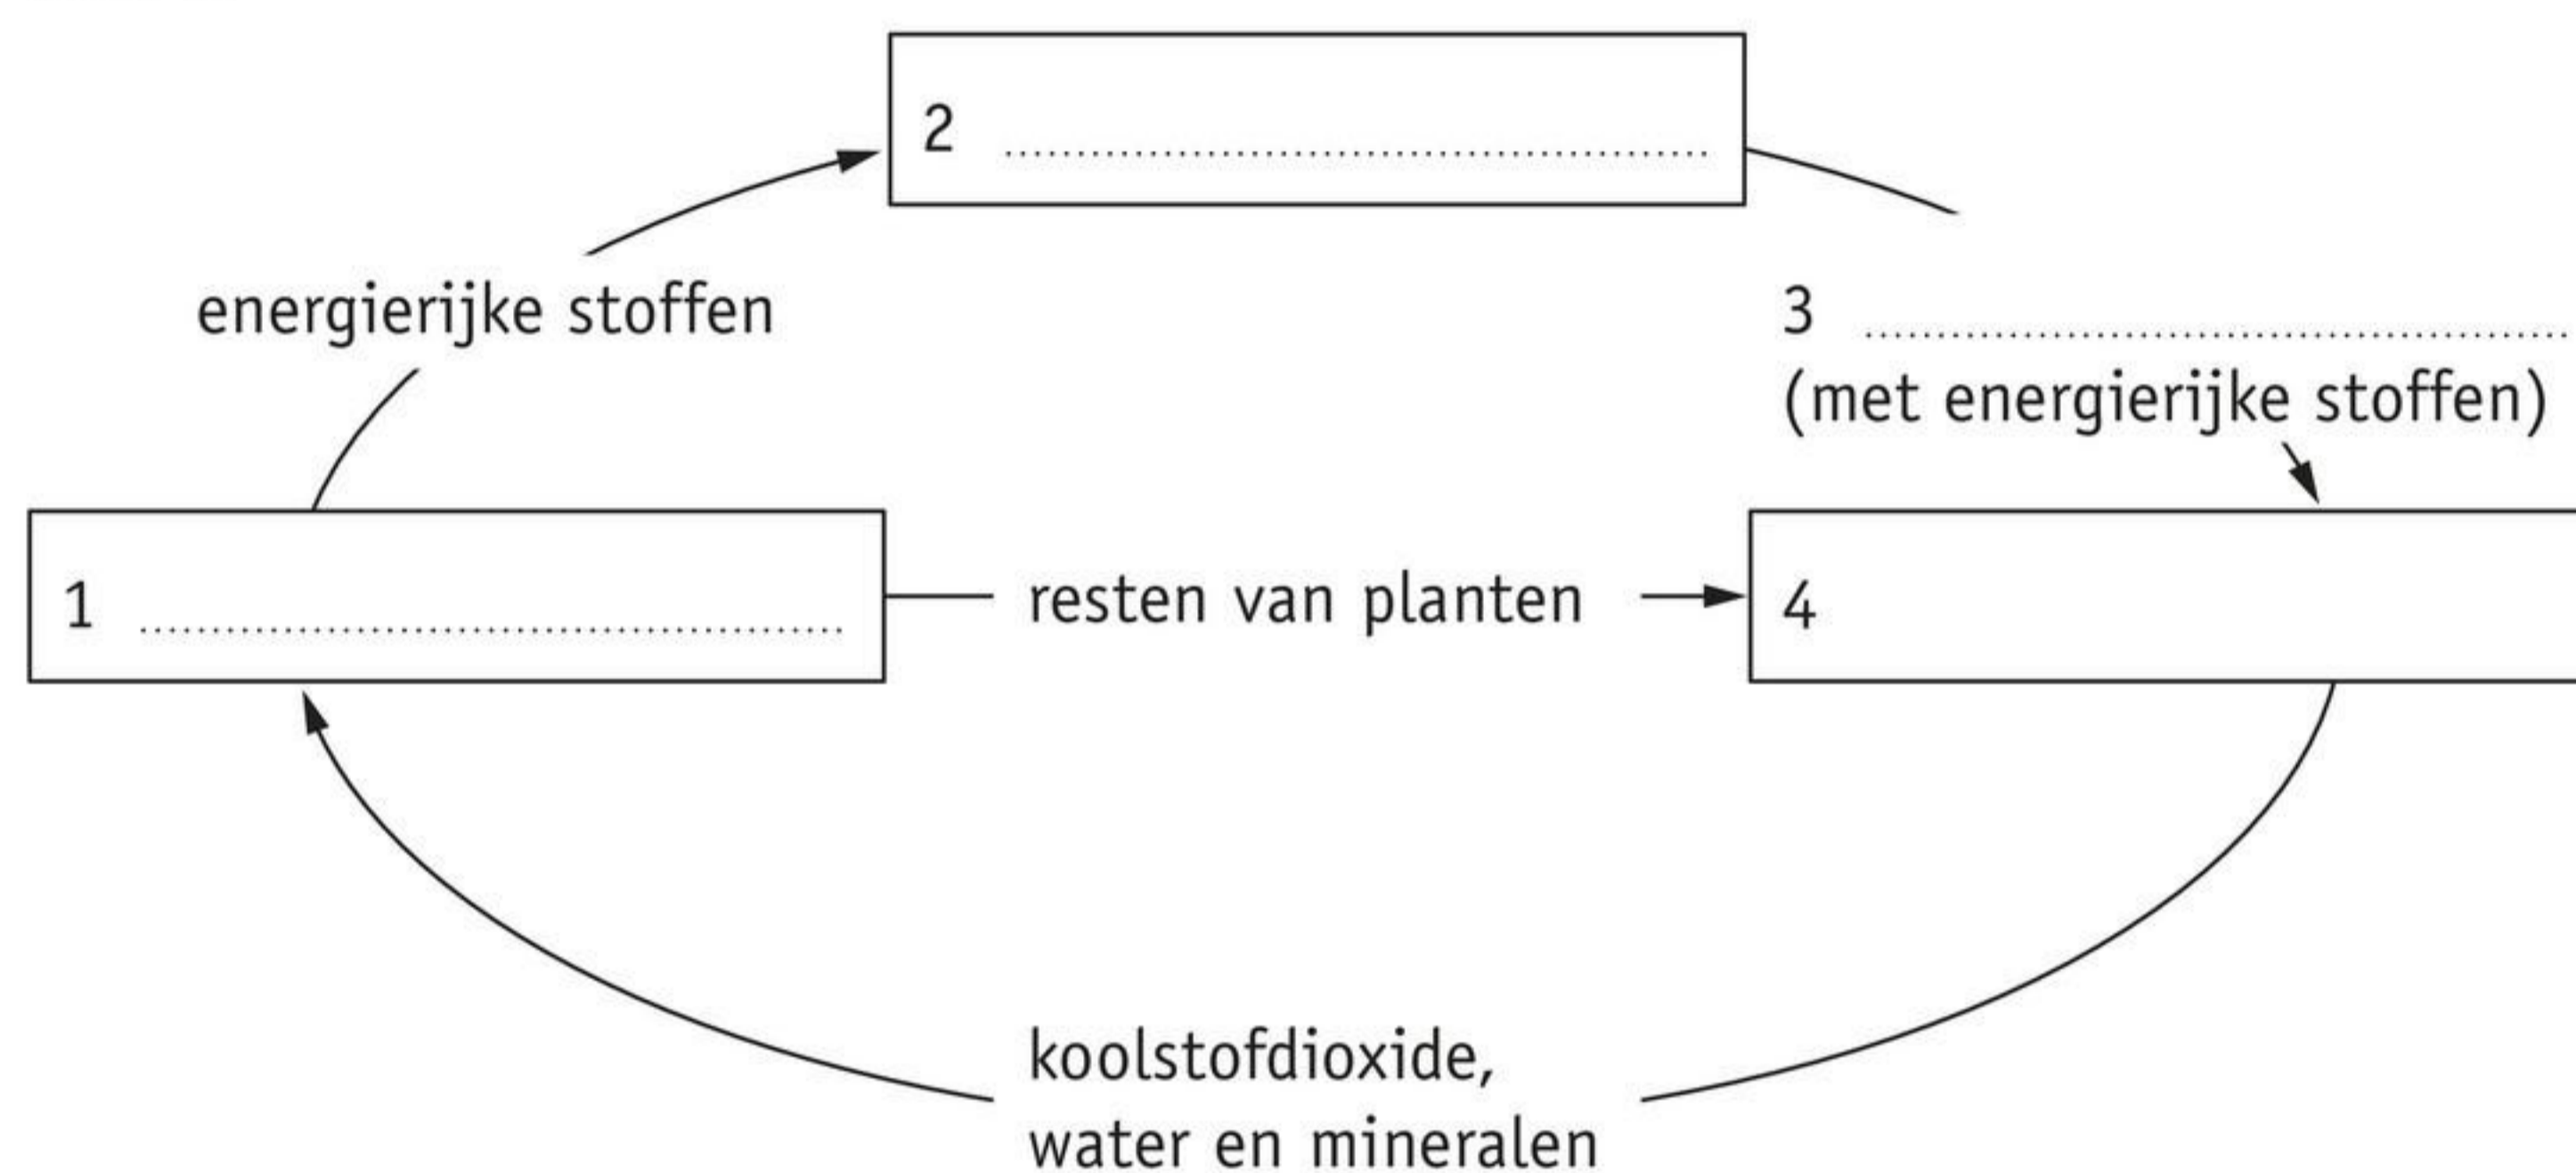 2 ........................................
energierijke stoffen
3 ........................................
(met energierijke stoffen)
1 ........................................
resten van planten
4
koolstofdioxide,
water en mineralen